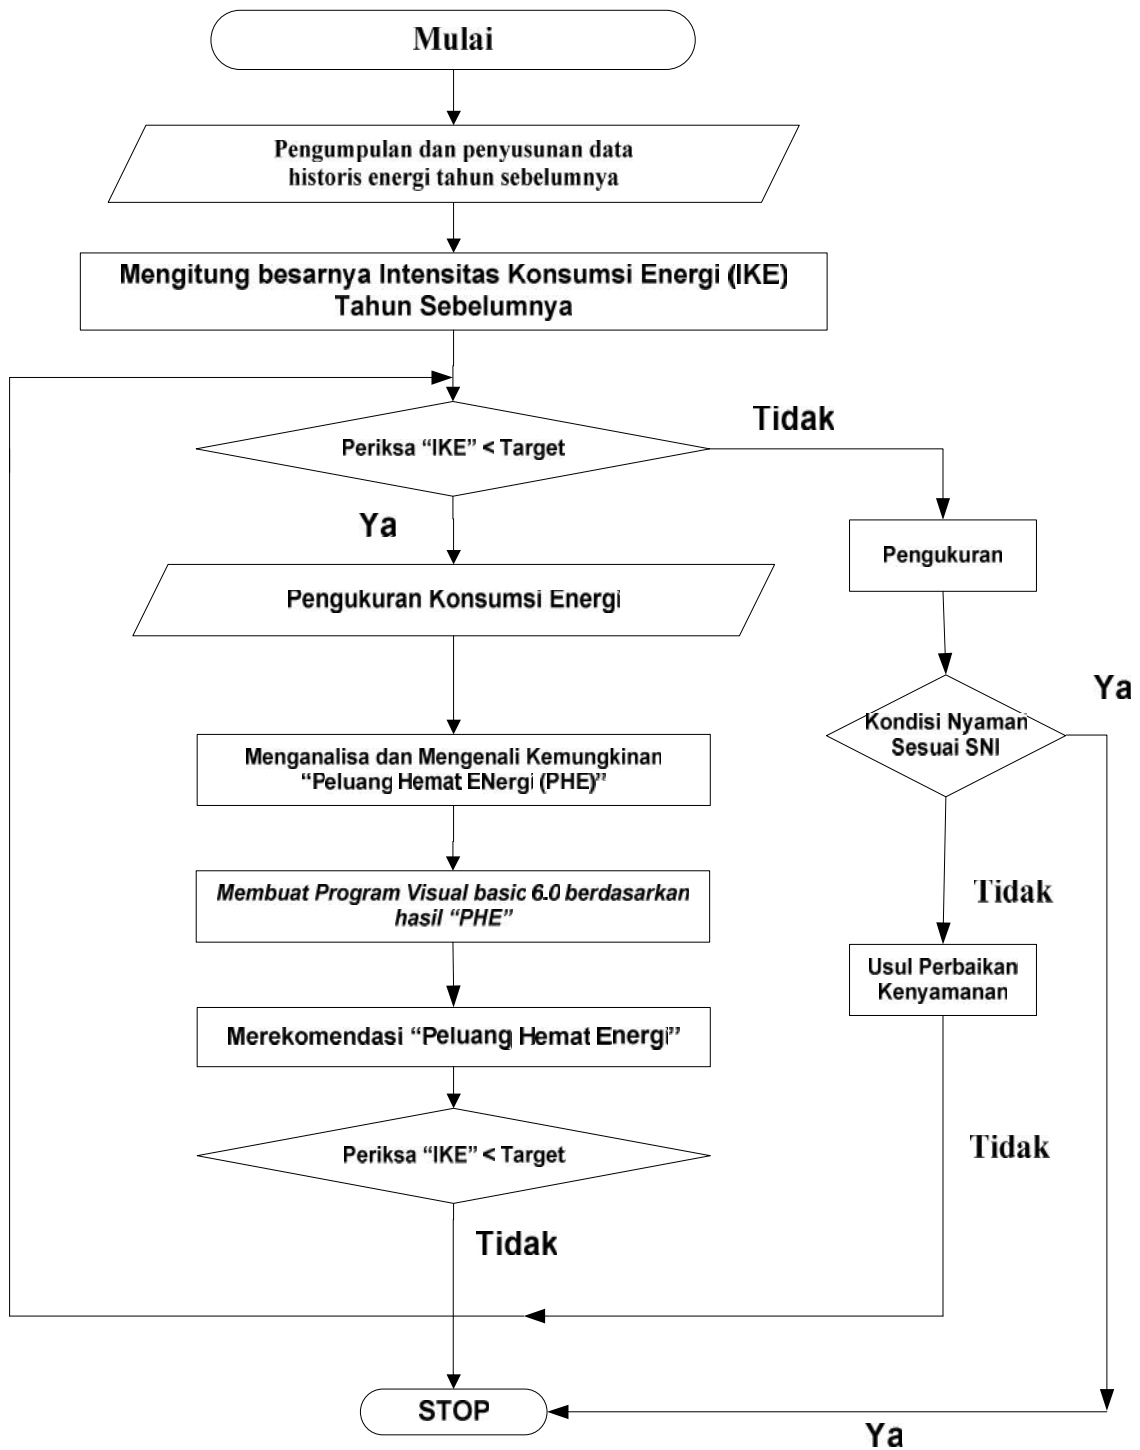 Mulai
Pengumpulan dan penyusunan data
historis energi tahun sebelumnya
Mengitung besarnya Intensitas Konsumsi Energi (IKE)
Tahun Sebelumnya
Periksa “IKE” < Target
Tidak
Ya
Pengukuran
Pengukuran Konsumsi Energi
Kondisi Nyaman
Sesuai SNI
Ya
Menganalisa dan Mengenali Kemungkinan
“Peluang Hemat ENergi (PHE)”
Membuat Program Visual basic 6.0 berdasarkan
hasil “PHE”
Tidak
Usul Perbaikan
Kenyamanan
Merekomendasi “Peluang Hemat Energi”
Periksa “IKE” < Target
Tidak
Tidak
STOP
Ya